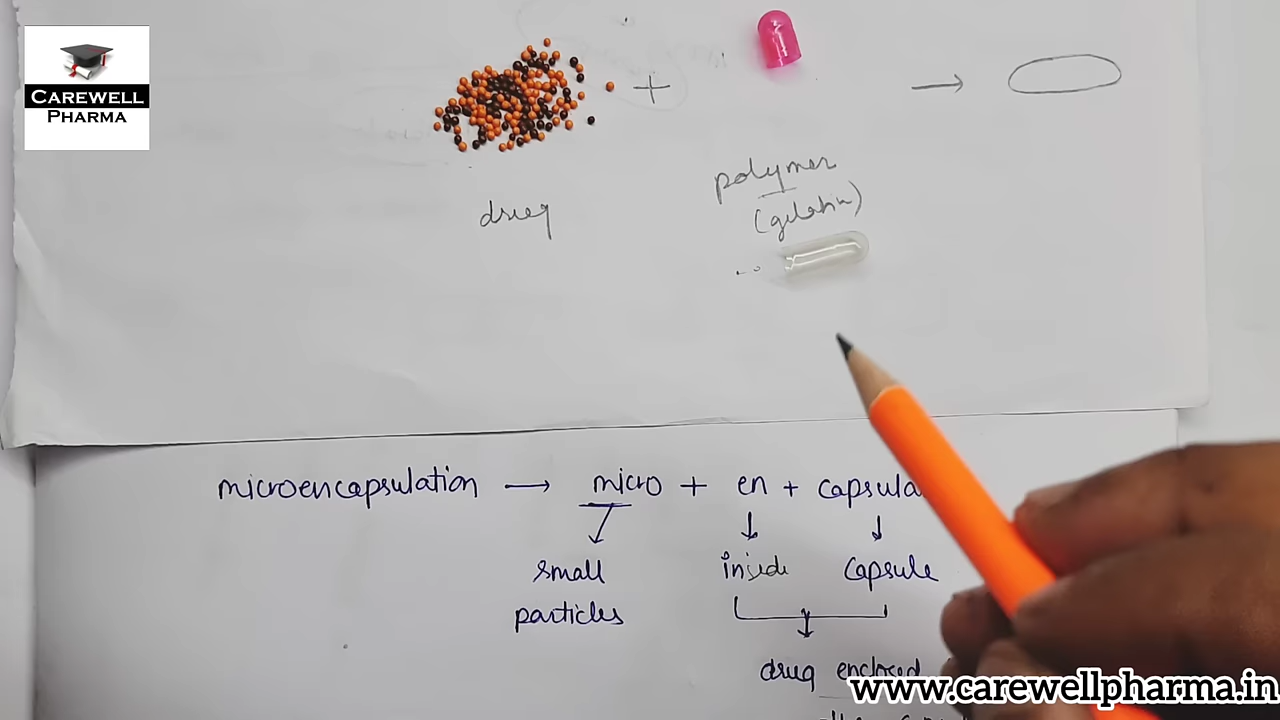 CAREWELL
PHARMA
+ →
drug
polymer
(gelatin)
microencapsulation → micro + en + capsula
small inside capsule
particles
drug enclosed
www.carewellpharma.in